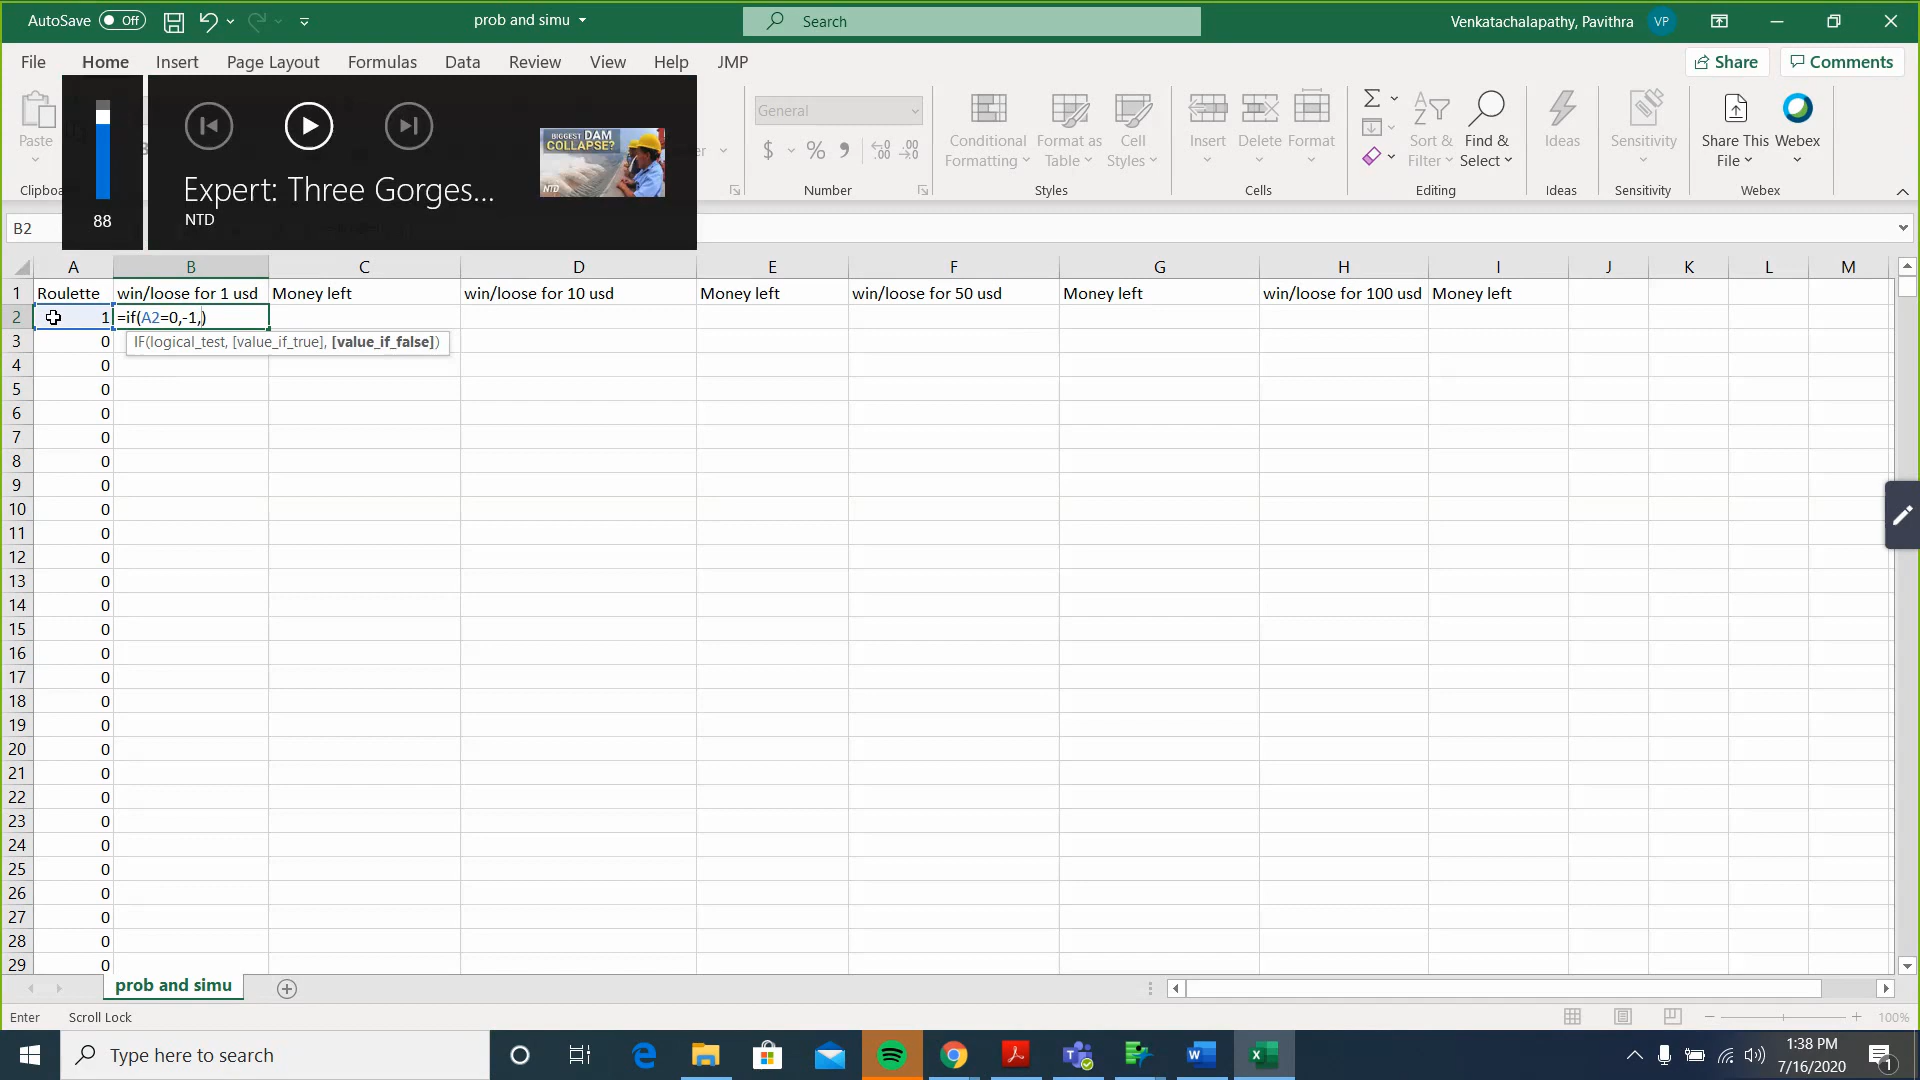 AutoSave Off prob and simu Search Venkatachalapathy, Pavithra VP
File Home Insert Page Layout Formulas Data Review View Help JMP Share Comments
Paste
Clipboa
88
Expert: Three Gorges...
NTD
BIGGEST DAM
COLLAPSE?
NTD
General
$ % 
Number
Conditional Formatting
Format as Table
Cell Styles
Styles
Insert Delete Format
Cells
Sort & Filter
Find & Select
Editing
Ideas
Ideas
Sensitivity
Sensitivity
Share This File
Webex
Webex
B2
A B C D E F G H I J K L M
1 Roulette win/loose for 1 usd Money left win/loose for 10 usd Money left win/loose for 50 usd Money left win/loose for 100 usd Money left
2 1 =if(A2=0,-1,)
3 0 IF(logical_test, [value_if_true], [value_if_false])
4 0
5 0
6 0
7 0
8 0
9 0
10 0
11 0
12 0
13 0
14 0
15 0
16 0
17 0
18 0
19 0
20 0
21 0
22 0
23 0
24 0
25 0
26 0
27 0
28 0
29 0
prob and simu
Enter Scroll Lock 100%
Type here to search
1:38 PM
7/16/2020
1